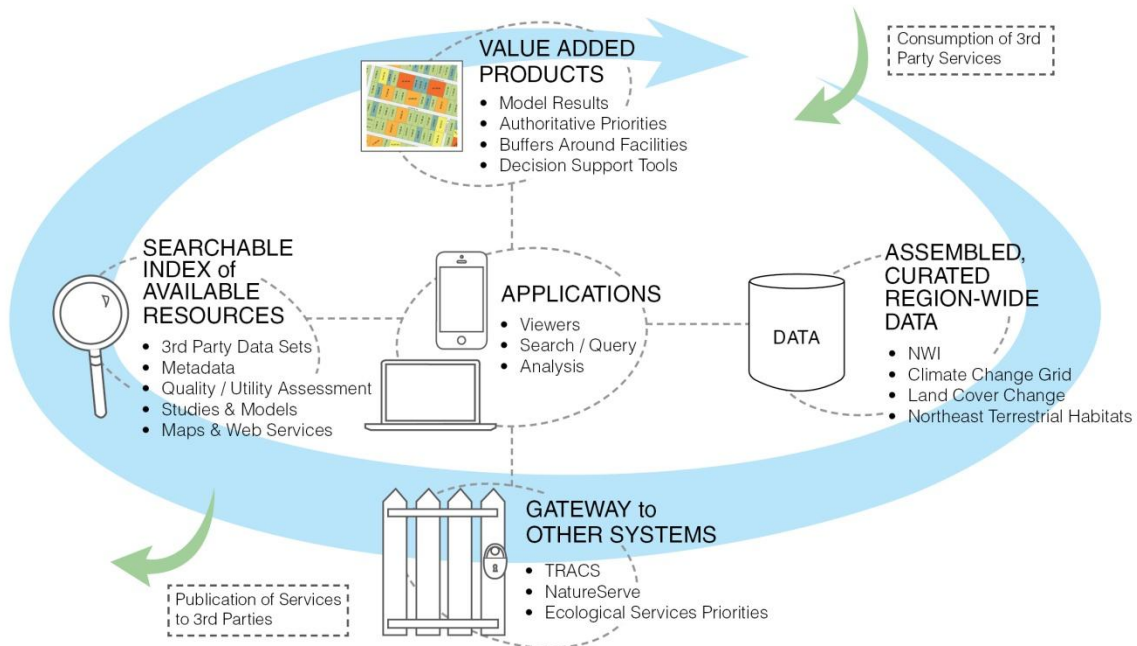 VALUE ADDED
PRODUCTS
• Model Results
• Authoritative Priorities
• Buffers Around Facilities
• Decision Support Tools
Consumption of 3rd
Party Services
SEARCHABLE
INDEX of
AVAILABLE
RESOURCES
• 3rd Party Data Sets
• Metadata
• Quality / Utility Assessment
• Studies & Models
• Maps & Web Services
APPLICATIONS
• Viewers
• Search / Query
• Analysis
DATA
ASSEMBLED,
CURATED
REGION-WIDE
DATA
• NWI
• Climate Change Grid
• Land Cover Change
• Northeast Terrestrial Habitats
GATEWAY to
OTHER SYSTEMS
• TRACS
• NatureServe
• Ecological Services Priorities
Publication of Services
to 3rd Parties